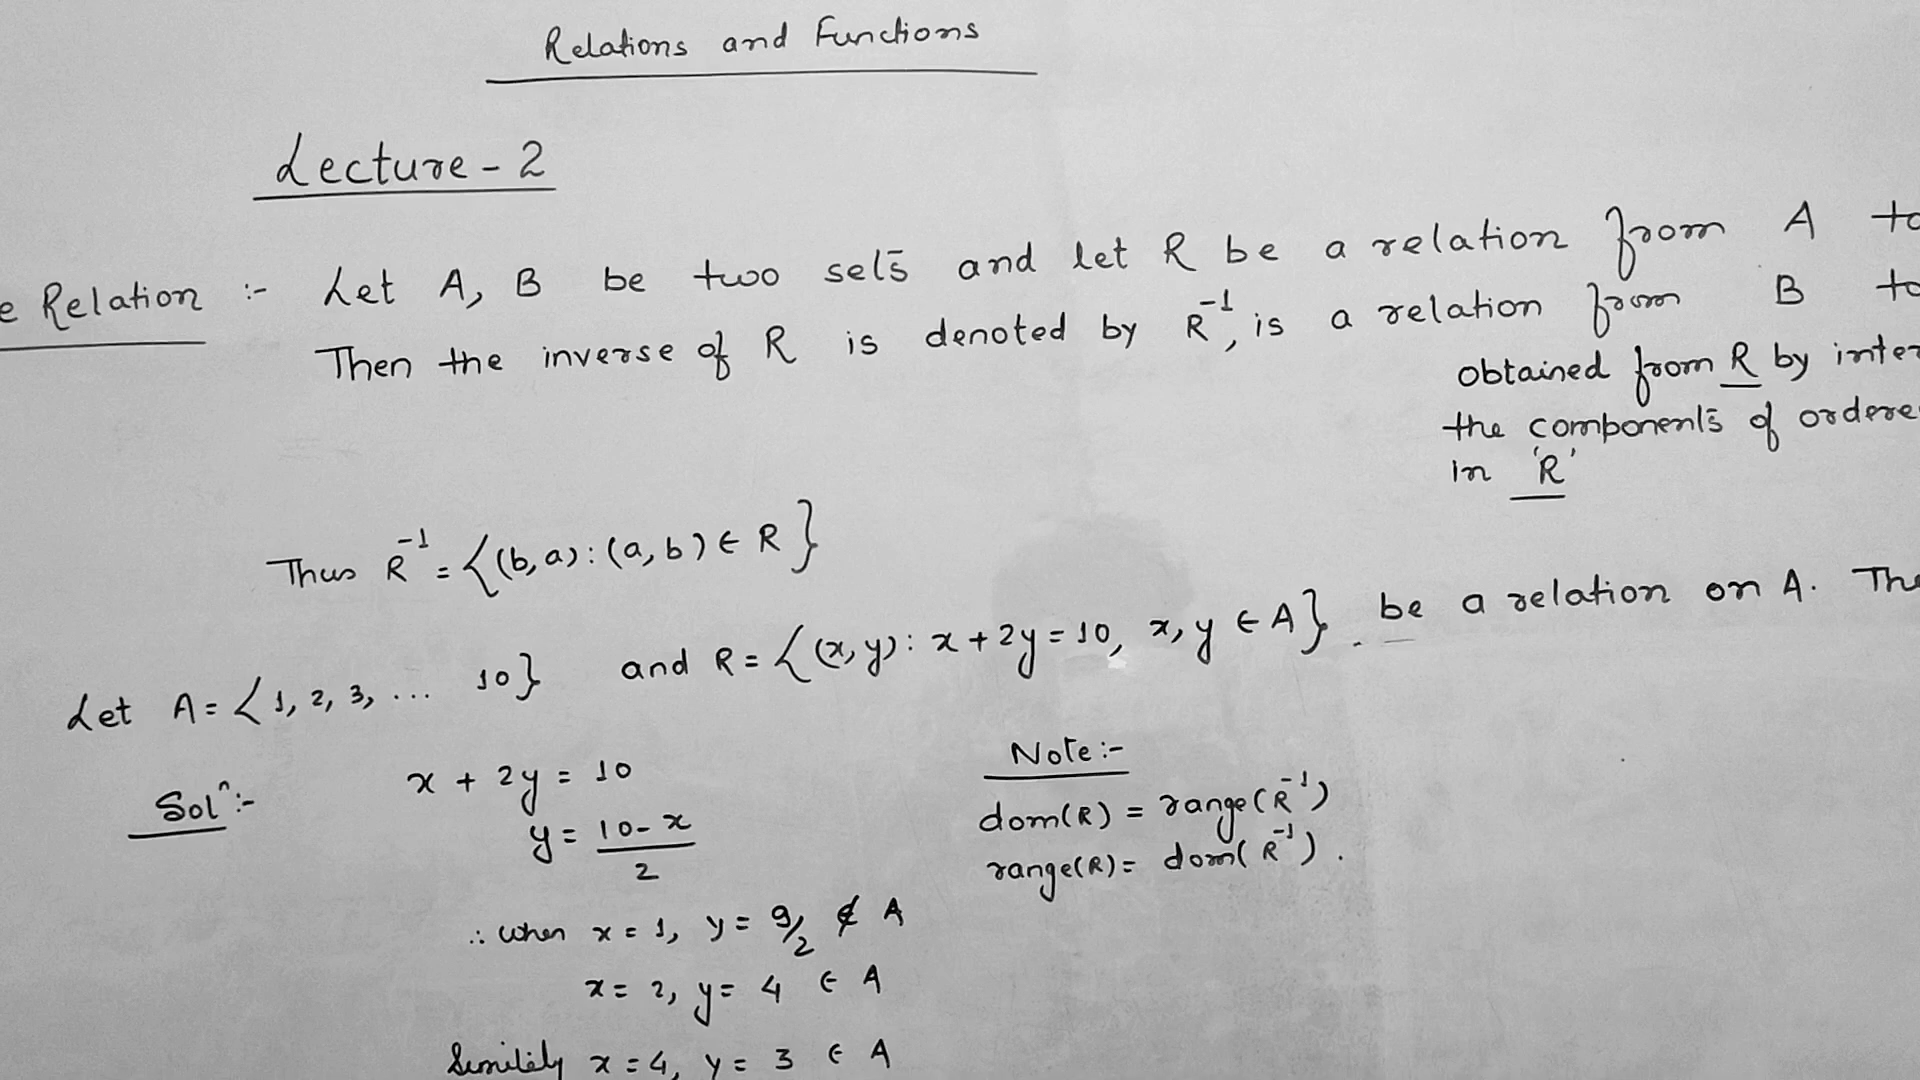 Relations and Functions
Lecture - 2
e Relation :- Let A, B be two sets and let R be a relation from A to
Then the inverse of R is denoted by R⁻¹, is a relation from B to
obtained from R by inter
the components of ordere
in 'R'
Thus R⁻¹ = {(b, a) : (a, b) ∈ R}
Let A = {1, 2, 3, ... 10} and R = {(x, y) : x + 2y = 10, x, y ∈ A} be a relation on A. The
Solⁿ :- x + 2y = 10
y = (10 - x)/2
Note :-
dom(R) = range(R⁻¹)
range(R) = dom(R⁻¹).
∴ when x = 1, y = 9/2 ∉ A
x = 2, y = 4 ∈ A
Similily x = 4, y = 3 ∈ A